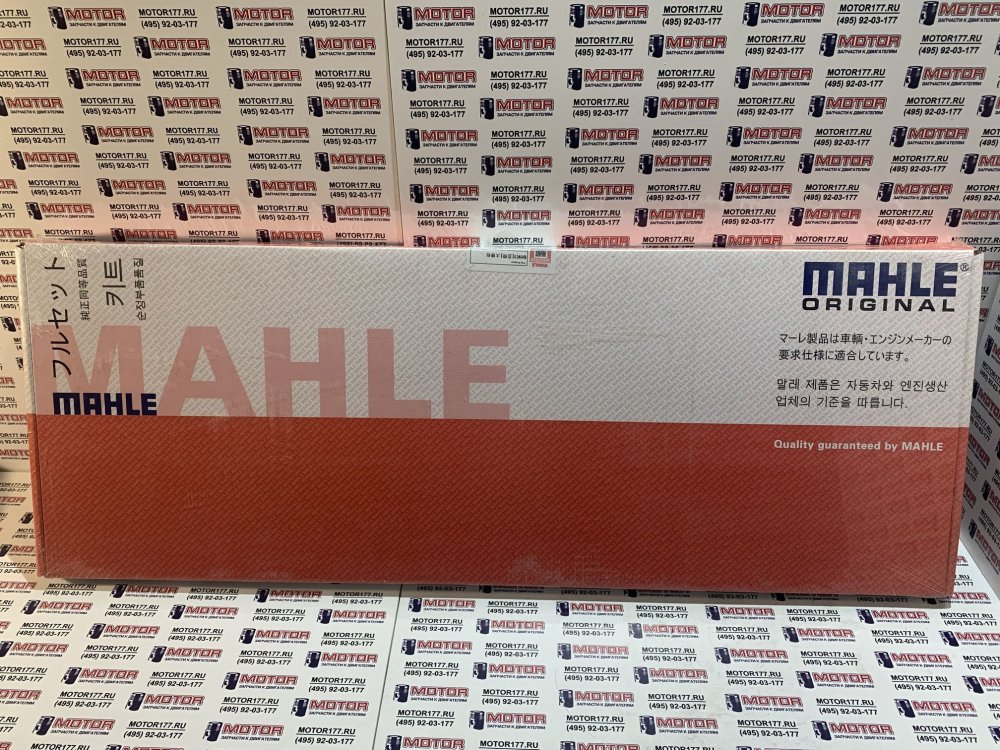 MOTOR177.RU
(495) 92-03-177
MOTOR
ЗАПЧАСТИ К ДВИГАТЕЛЯМ
フルセット
純正同等品質
키트
순정부품품질
MAHLE
MAHLE
MAHLE®
ORIGINAL
マーレ製品は車輌・エンジンメーカーの
要求仕様に適合しています。
말레 제품은 자동차와 엔진생산
업체의 기준을 따릅니다.
Quality guaranteed by MAHLE